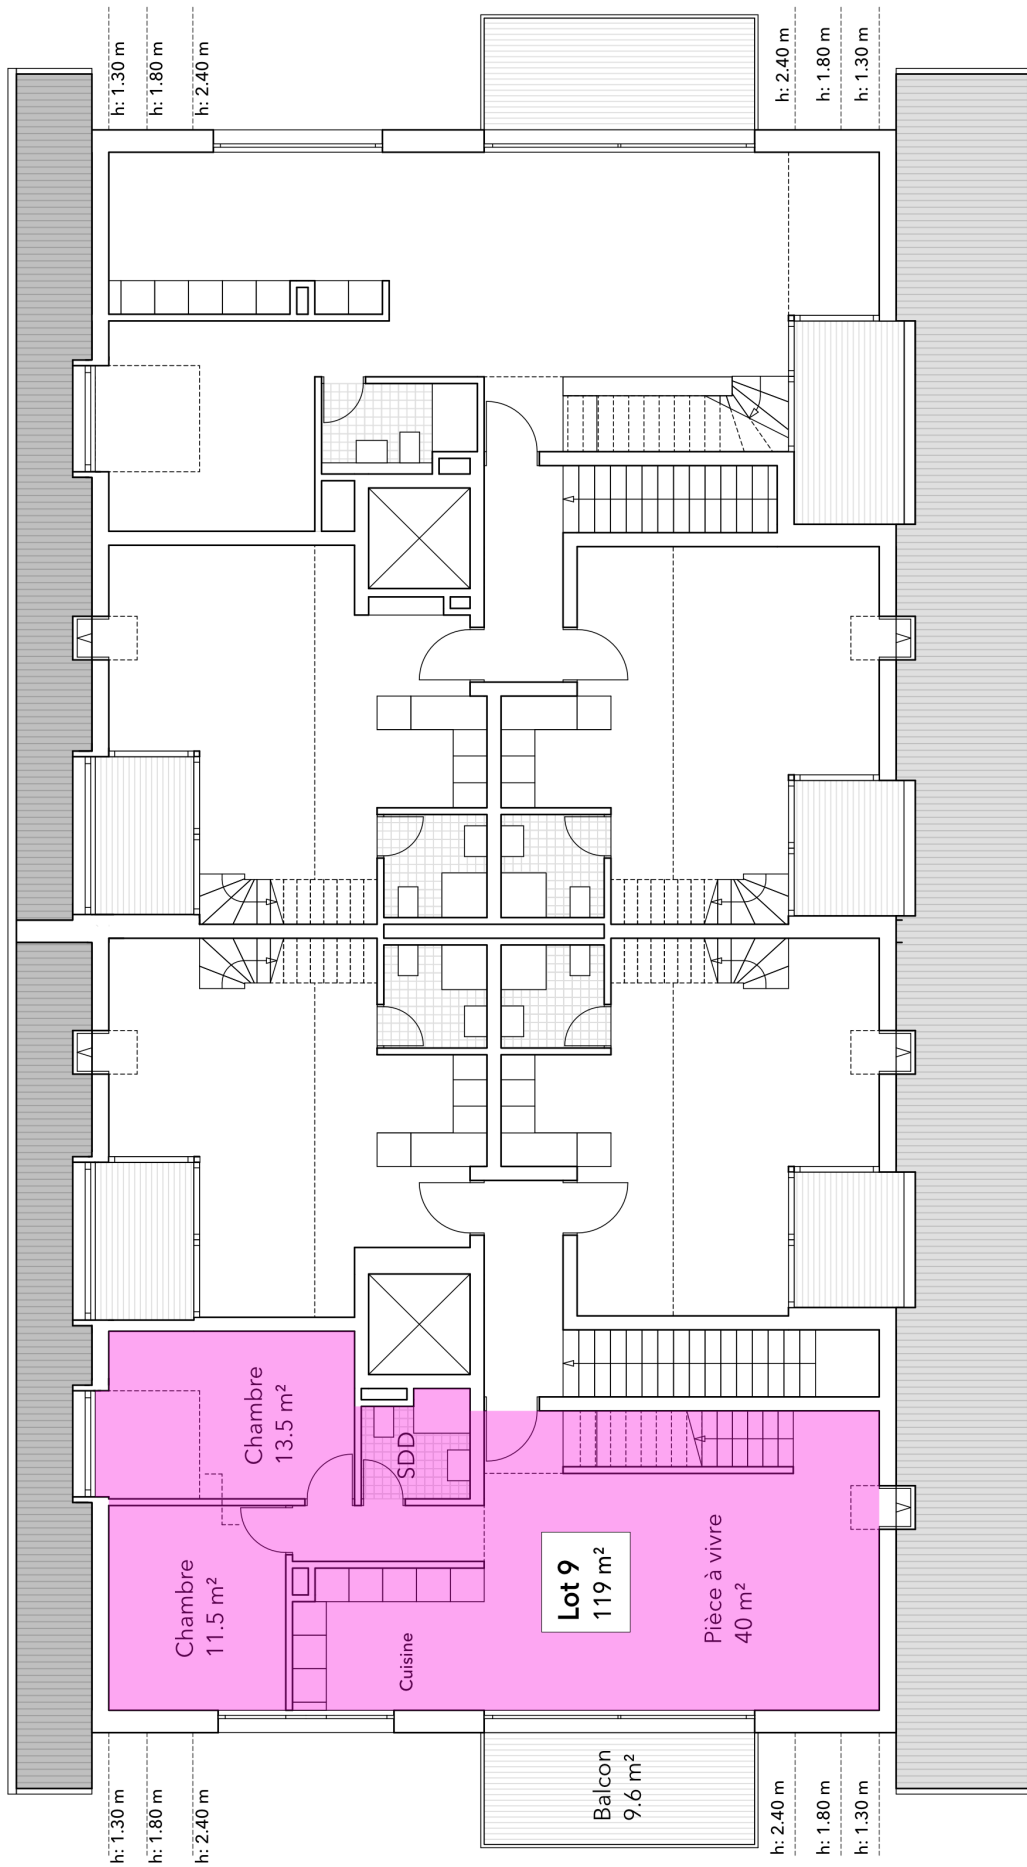 h: 1.30 m
h: 1.80 m
h: 2.40 m
h: 2.40 m
h: 1.80 m
h: 1.30 m
Chambre
13.5 m²
SDD
Chambre
11.5 m²
Cuisine
Lot 9
119 m²
Pièce à vivre
40 m²
Balcon
9.6 m²
h: 1.30 m
h: 1.80 m
h: 2.40 m
h: 2.40 m
h: 1.80 m
h: 1.30 m